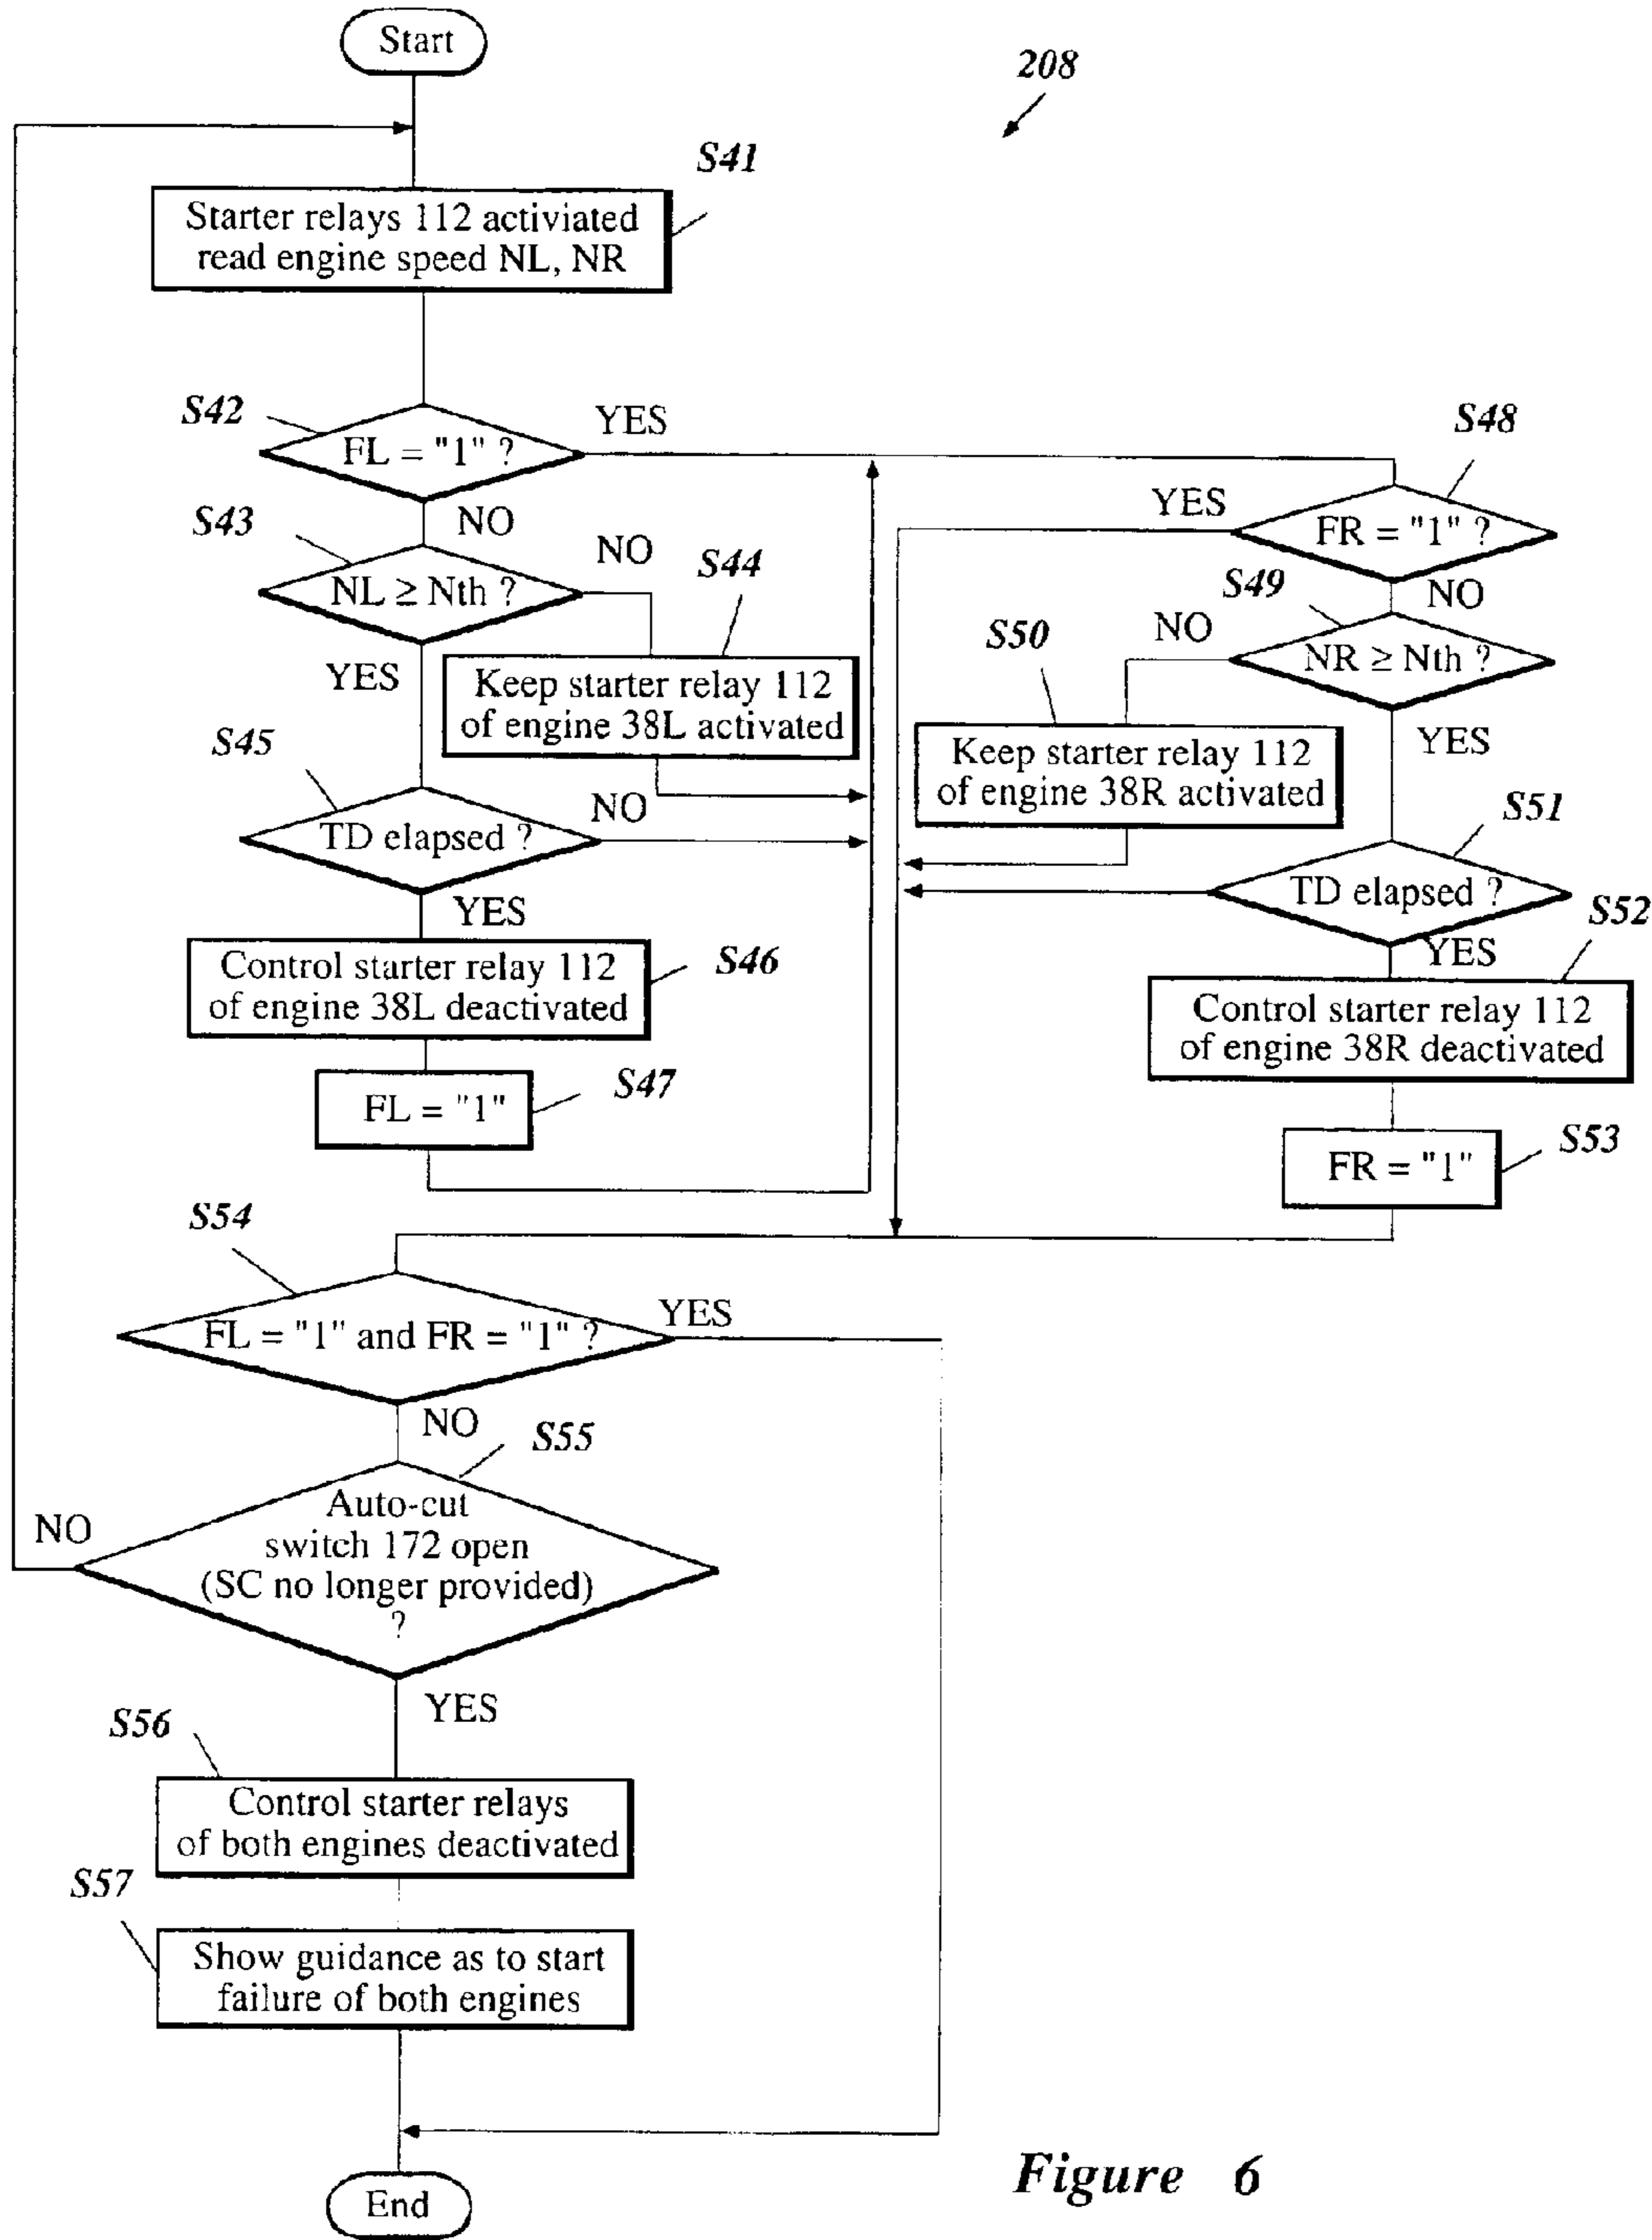 Start
208
S41
Starter relays 112 activiated
read engine speed NL, NR
S42
FL = "1" ?
YES
NO
S43
NL ≥ Nth ?
NO
YES
S44
Keep starter relay 112
of engine 38L activated
S45
TD elapsed ?
NO
YES
Control starter relay 112
of engine 38L deactivated
S46
FL = "1"
S47
S48
FR = "1" ?
YES
NO
S49
NR ≥ Nth ?
NO
YES
S50
Keep starter relay 112
of engine 38R activated
S51
TD elapsed ?
YES
S52
Control starter relay 112
of engine 38R deactivated
FR = "1"
S53
S54
FL = "1" and FR = "1" ?
YES
NO
S55
Auto-cut
switch 172 open
(SC no longer provided)
?
NO
YES
S56
Control starter relays
of both engines deactivated
S57
Show guidance as to start
failure of both engines
End
Figure 6